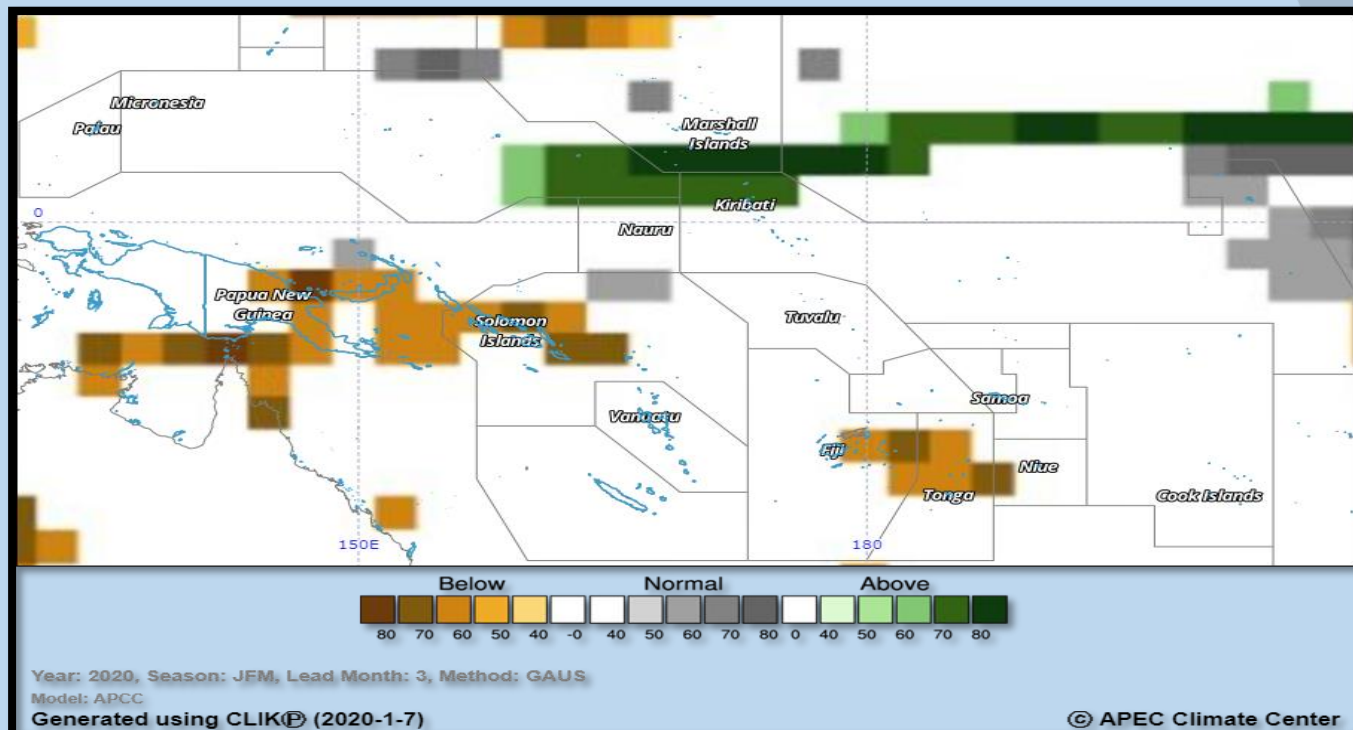 Micronesia
Palau
Marshall
Islands
0
Kiribati
Nauru
Papua New
Guinea
Solomon
Islands
Tuvalu
Samoa
Vanuatu
Fiji
Niue
Tonga
Cook Islands
150E
180
Below Normal Above
80 70 60 50 40 -0 40 50 60 70 80 0 40 50 60 70 80
Year: 2020, Season: JFM, Lead Month: 3, Method: GAUS
Model: APCC
Generated using CLIKⓅ (2020-1-7)
© APEC Climate Center